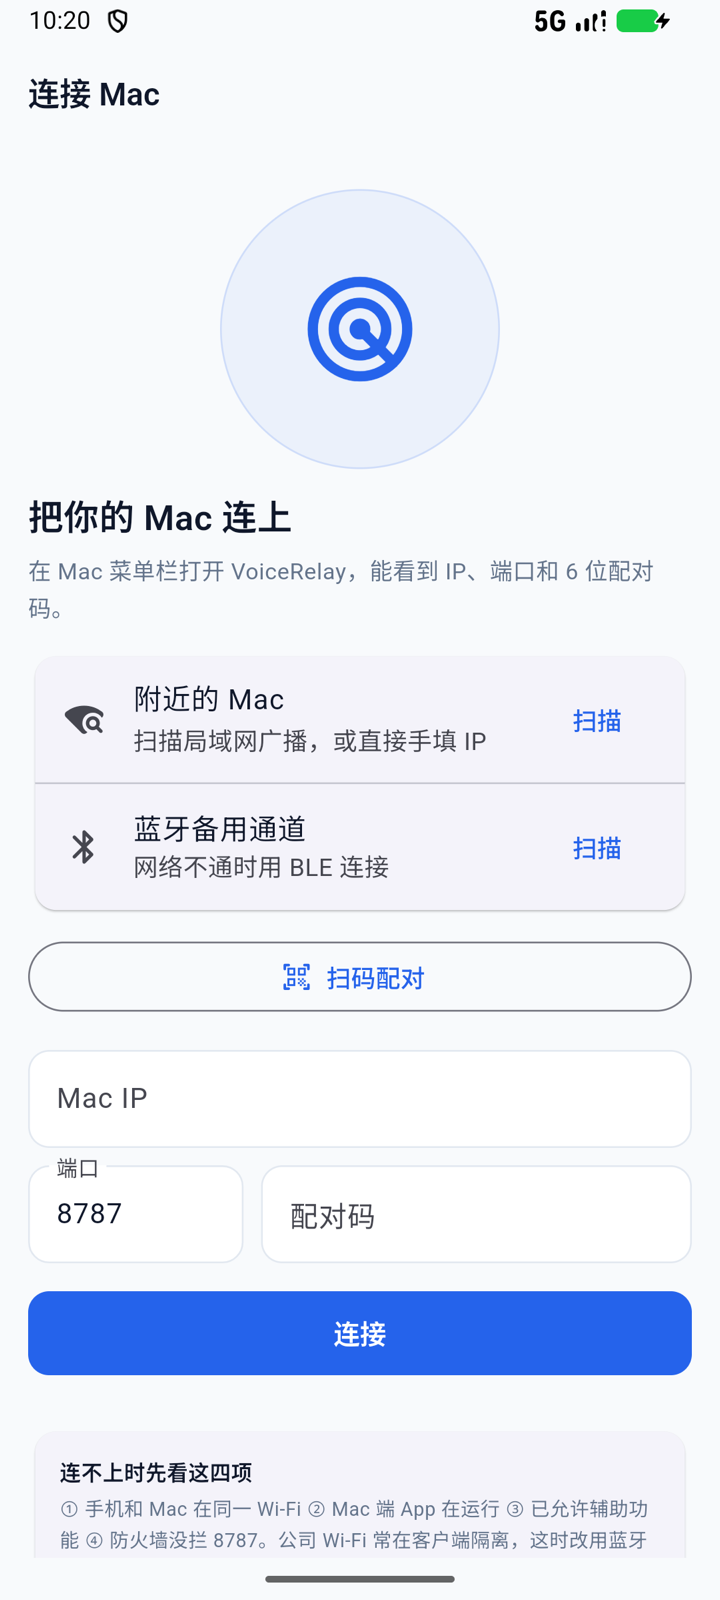 10:20
5G
连接 Mac
把你的 Mac 连上
在 Mac 菜单栏打开 VoiceRelay，能看到 IP、端口和 6 位配对
码。
附近的 Mac
扫描局域网广播，或直接手填 IP
扫描
蓝牙备用通道
网络不通时用 BLE 连接
扫描
扫码配对
Mac IP
端口
8787
配对码
连接
连不上时先看这四项
① 手机和 Mac 在同一 Wi-Fi ② Mac 端 App 在运行 ③ 已允许辅助功
能 ④ 防火墙没拦 8787。公司 Wi-Fi 常在客户端隔离，这时改用蓝牙